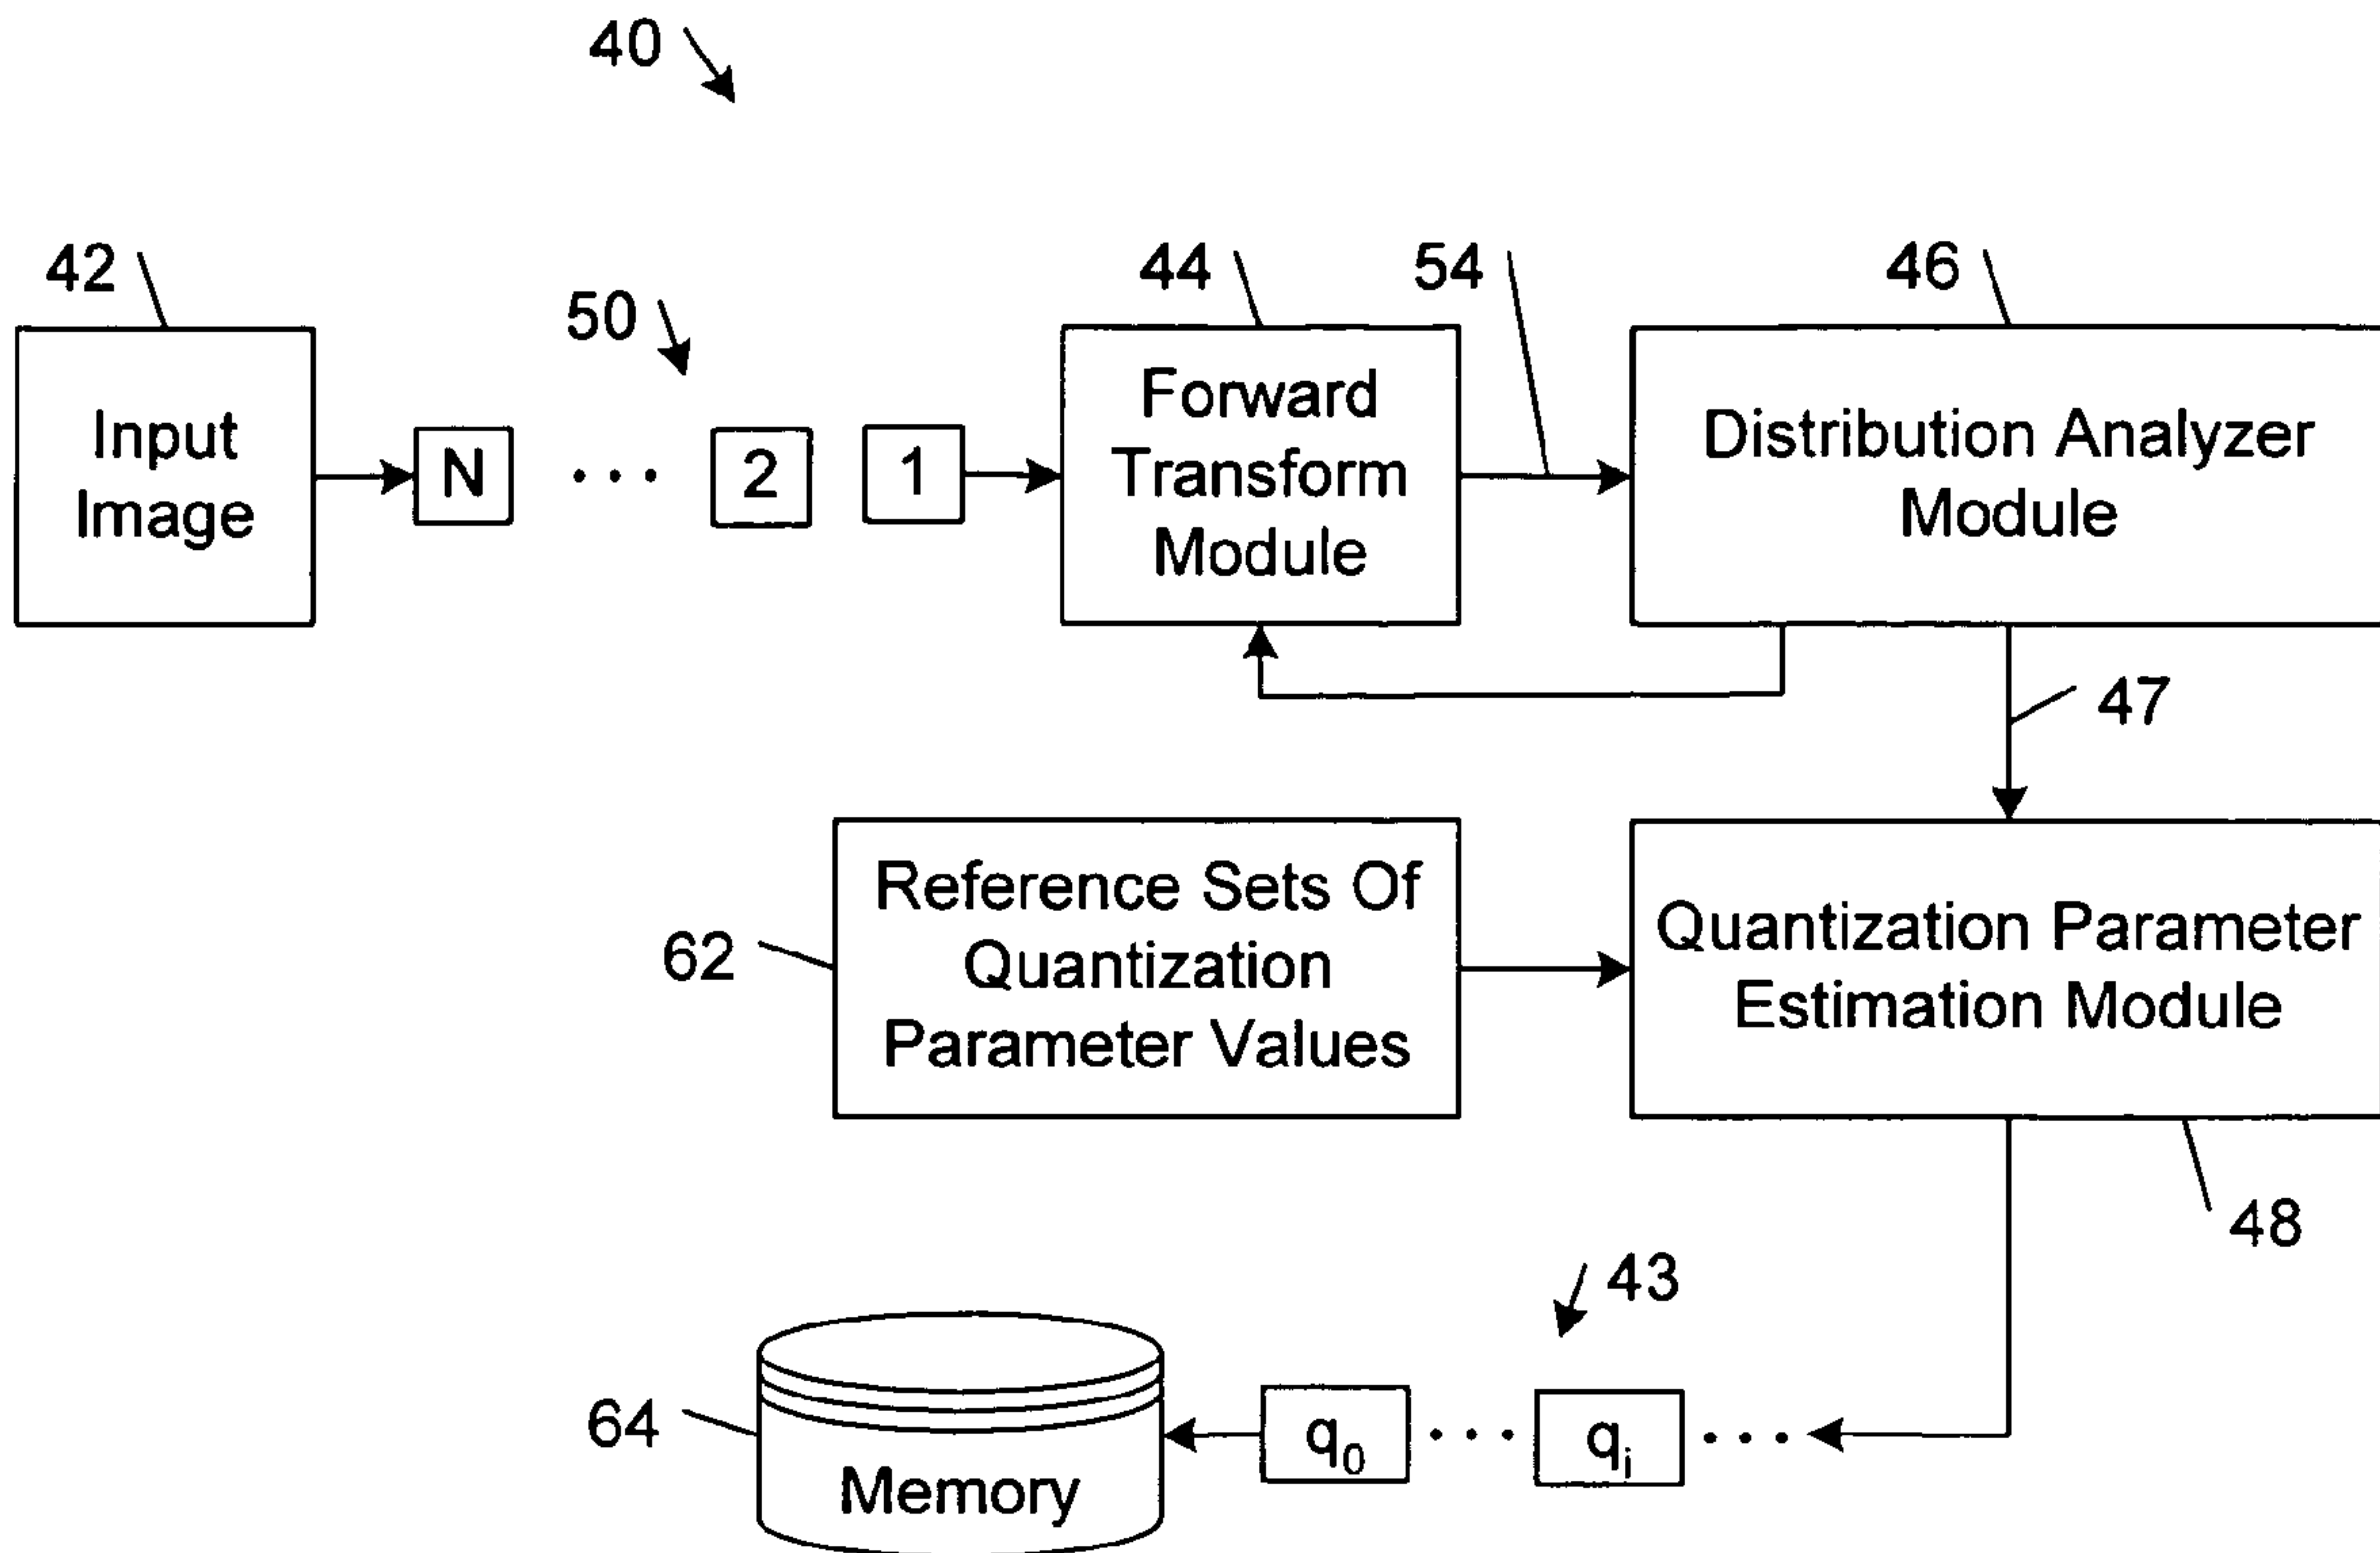 40
42
50
44
54
46
Input
Image
N
...
2
1
Forward
Transform
Module
Distribution Analyzer
Module
47
Reference Sets Of
Quantization
Parameter Values
62
Quantization Parameter
Estimation Module
48
43
64
Memory
q0
...
qi
...